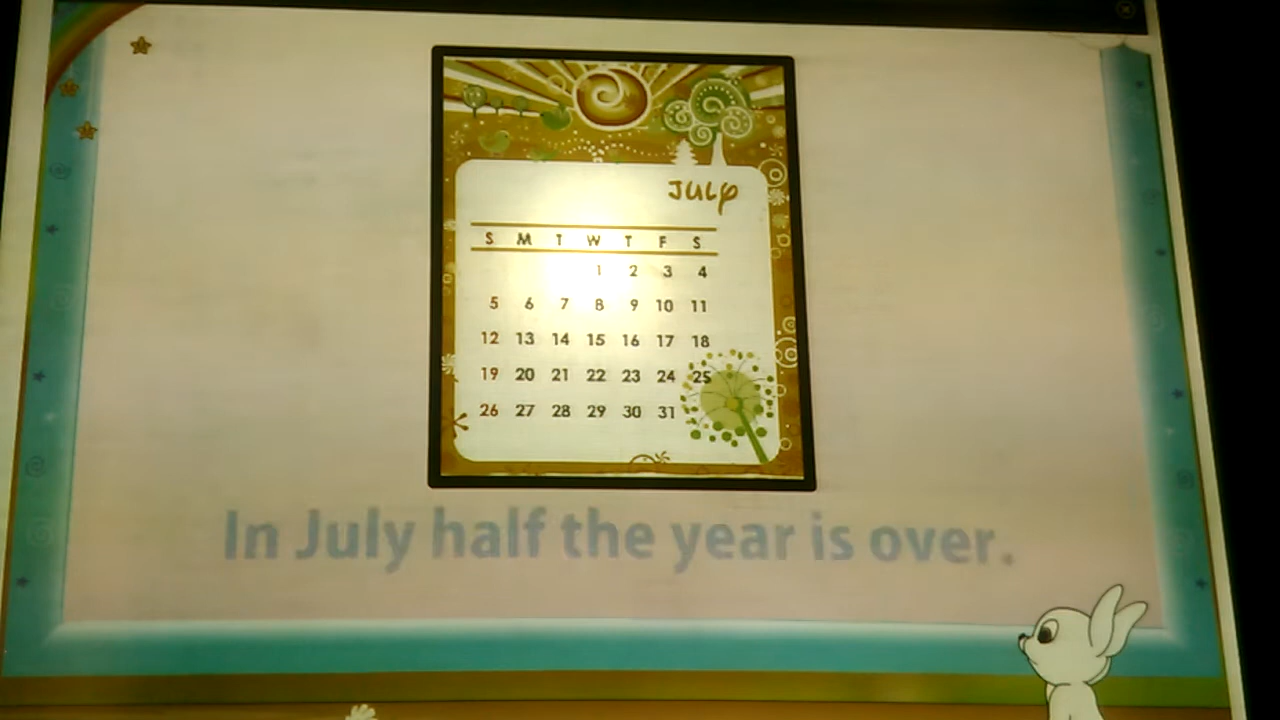 JULY
S M T W T F S
1 2 3 4
5 6 7 8 9 10 11
12 13 14 15 16 17 18
19 20 21 22 23 24 25
26 27 28 29 30 31
In July half the year is over.